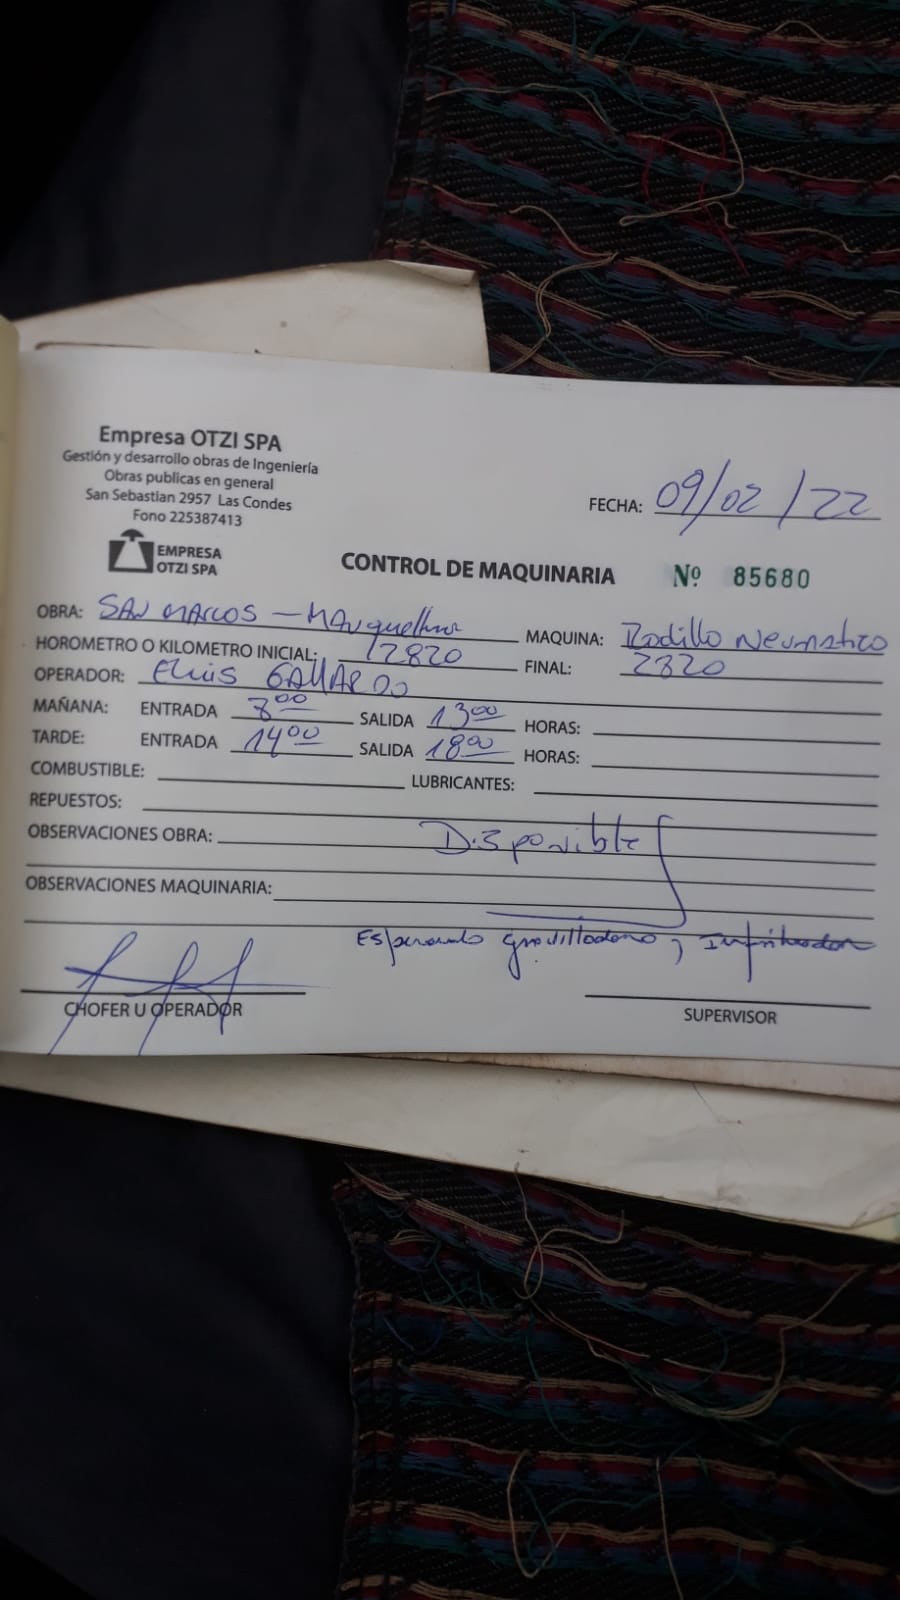 Empresa OTZI SPA
Gestión y desarrollo obras de Ingeniería
Obras publicas en general
San Sebastian 2957 Las Condes
Fono 225387413
EMPRESA
OTZI SPA
FECHA: 09/02/22
CONTROL DE MAQUINARIA Nº 85680
OBRA: SAN MARCOS - MAUquethue MAQUINA: Rodillo Neumatico
HOROMETRO O KILOMETRO INICIAL: 12820 FINAL: 2820
OPERADOR: Eluis GAllARDO
MAÑANA: ENTRADA 8:00 SALIDA 13:00 HORAS:
TARDE: ENTRADA 14:00 SALIDA 18:00 HORAS:
COMBUSTIBLE: LUBRICANTES:
REPUESTOS:
OBSERVACIONES OBRA: Disponible
OBSERVACIONES MAQUINARIA:
Esperando gravilladora, Imprimador
CHOFER U OPERADOR SUPERVISOR